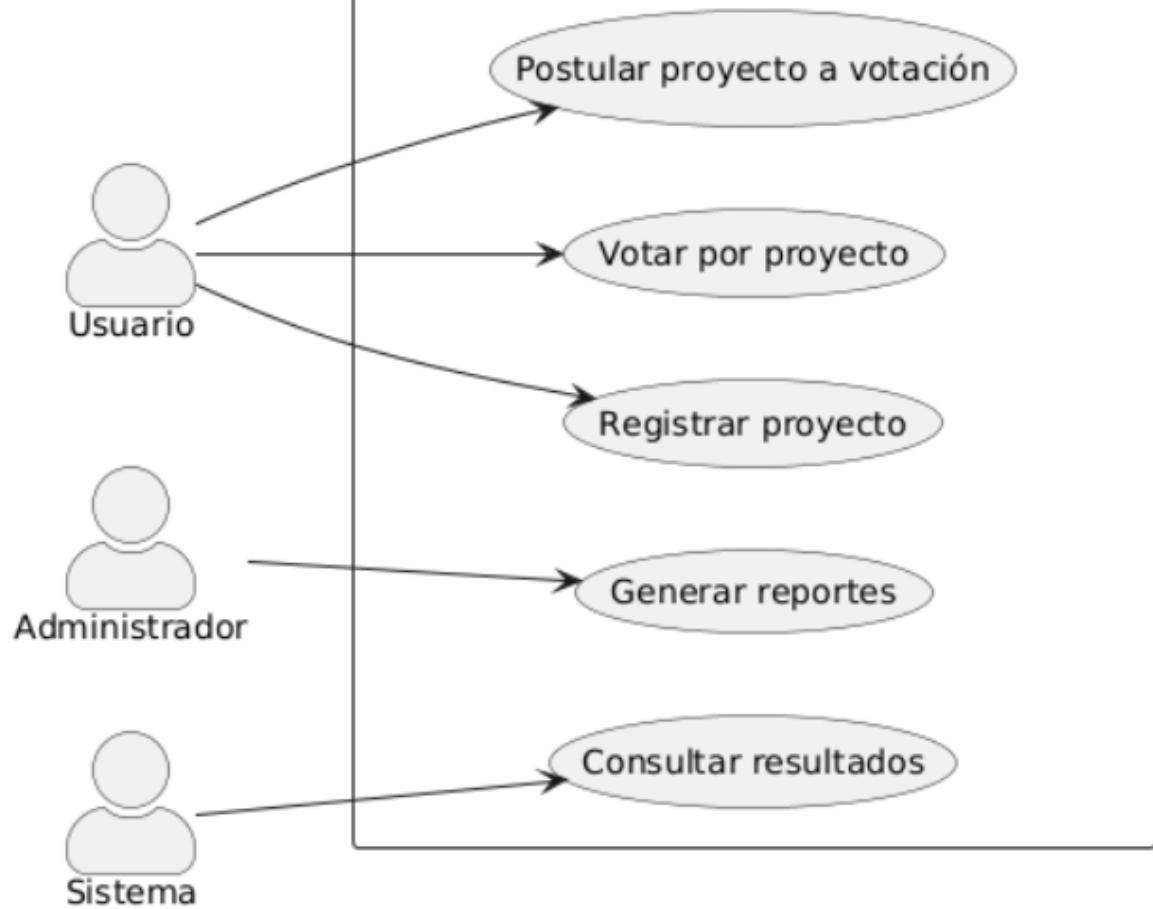 Postular proyecto a votación
Votar por proyecto
Usuario
Registrar proyecto
Generar reportes
Administrador
Consultar resultados
Sistema